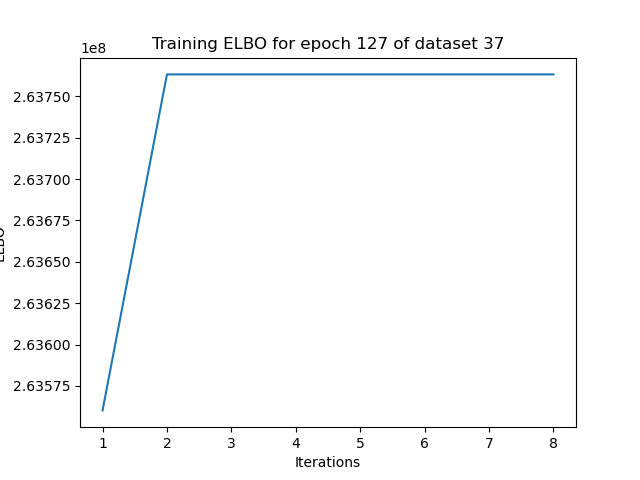 1e8
Training ELBO for epoch 127 of dataset 37
2.63750
2.63725
2.63700
2.63675
2.63650
2.63625
2.63600
2.63575
ELBO
1 2 3 4 5 6 7 8
Iterations